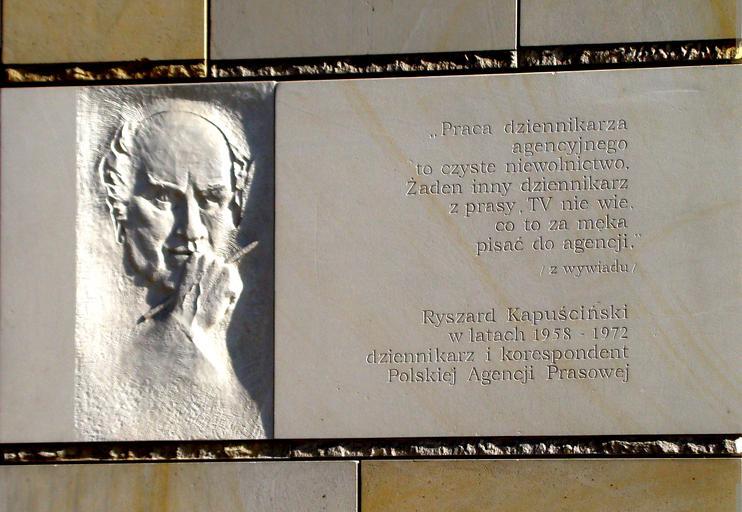 „Praca dziennikarza
agencyjnego
to czyste niewolnictwo.
Żaden inny dziennikarz
z prasy, TV nie wie,
co to za męka
pisać do agencji.”
/z wywiadu/
Ryszard Kapuściński
w latach 1958 - 1972
dziennikarz i korespondent
Polskiej Agencji Prasowej